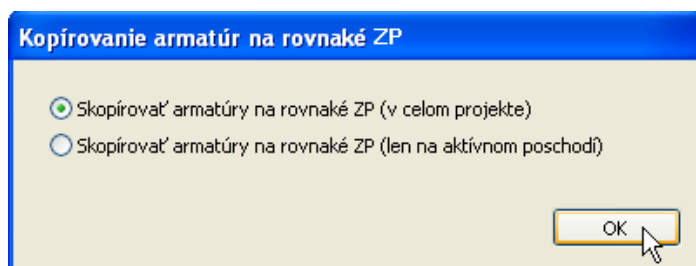 Kopírovanie armatúr na rovnaké ZP
Skopírovať armatúry na rovnaké ZP (v celom projekte)
Skopírovať armatúry na rovnaké ZP (len na aktívnom poschodí)
OK